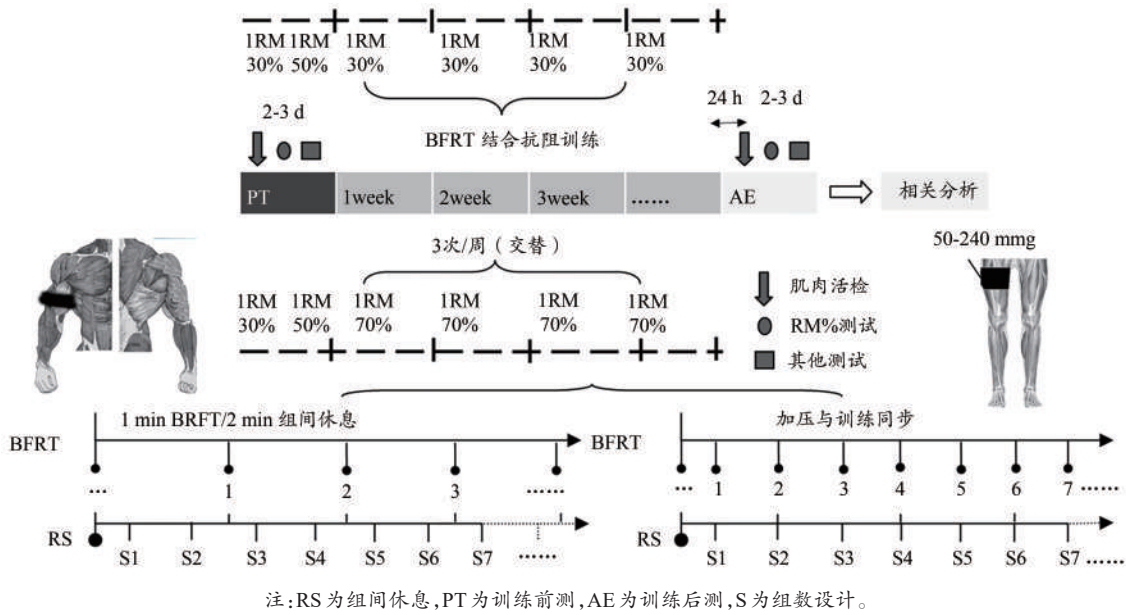 1RM 1RM 1RM 1RM 1RM 1RM
30% 50% 30% 30% 30% 30%
2-3 d
24 h 2-3 d
BFRT 结合抗阻训练
PT 1week 2week 3week …… AE 相关分析
3次/周（交替）
50-240 mmg
肌肉活检
1RM 1RM 1RM 1RM 1RM 1RM
30% 50% 70% 70% 70% 70%
RM%测试
其他测试
1 min BRFT/2 min 组间休息
BFRT
… 1 2 3 ……
RS
S1 S2 S3 S4 S5 S6 S7 ……
加压与训练同步
BFRT
… 1 2 3 4 5 6 7 ……
RS
S1 S2 S3 S4 S5 S6 S7 ……
注:RS为组间休息,PT为训练前测,AE为训练后测,S为组数设计。